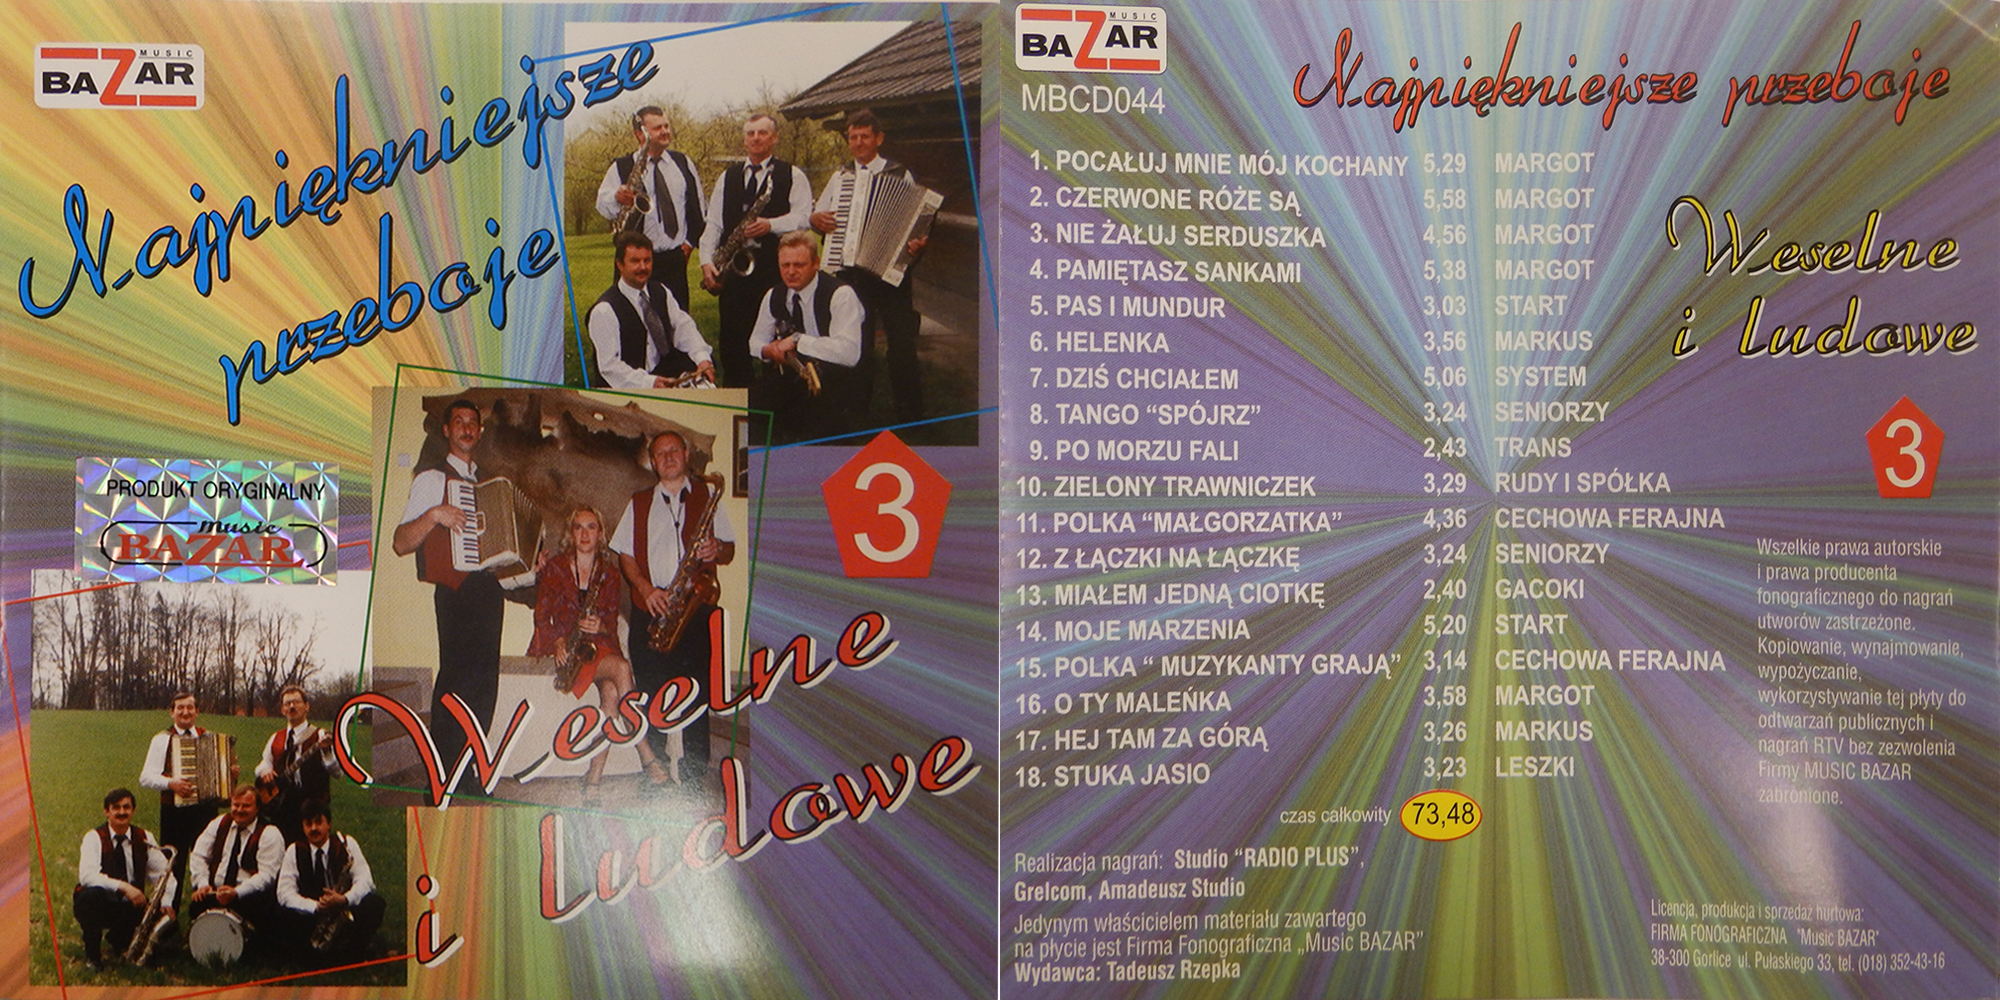 MUSIC
BAZAR
Najpiękniejsze
przeboje
PRODUKT ORYGINALNY
music
BAZAR
3
Weselne
i ludowe
MUSIC
BAZAR
MBCD044
Najpiękniejsze przeboje
1. POCAŁUJ MNIE MÓJ KOCHANY 5,29 MARGOT
2. CZERWONE RÓŻE SĄ 5,58 MARGOT
3. NIE ŻAŁUJ SERDUSZKA 4,56 MARGOT
4. PAMIĘTASZ SANKAMI 5,38 MARGOT
5. PAS I MUNDUR 3,03 START
6. HELENKA 3,56 MARKUS
7. DZIŚ CHCIAŁEM 5,06 SYSTEM
8. TANGO “SPÓJRZ” 3,24 SENIORZY
9. PO MORZU FALI 2,43 TRANS
10. ZIELONY TRAWNICZEK 3,29 RUDY I SPÓŁKA
11. POLKA “MAŁGORZATKA” 4,36 CECHOWA FERAJNA
12. Z ŁĄCZKI NA ŁĄCZKĘ 3,24 SENIORZY
13. MIAŁEM JEDNĄ CIOTKĘ 2,40 GACOKI
14. MOJE MARZENIA 5,20 START
15. POLKA “ MUZYKANTY GRAJĄ” 3,14 CECHOWA FERAJNA
16. O TY MALEŃKA 3,58 MARGOT
17. HEJ TAM ZA GÓRĄ 3,26 MARKUS
18. STUKA JASIO 3,23 LESZKI
czas całkowity 73,48
Weselne
i ludowe
3
Wszelkie prawa autorskie
i prawa producenta
fonograficznego do nagrań
utworów zastrzeżone.
Kopiowanie, wynajmowanie,
wypożyczanie,
wykorzystywanie tej płyty do
odtwarzań publicznych i
nagrań RTV bez zezwolenia
Firmy MUSIC BAZAR
zabronione.
Realizacja nagrań: Studio “RADIO PLUS”,
Grelcom, Amadeusz Studio
Jedynym właścicielem materiału zawartego
na płycie jest Firma Fonograficzna „Music BAZAR”
Wydawca: Tadeusz Rzepka
Licencja, produkcja i sprzedaż hurtowa:
FIRMA FONOGRAFICZNA "Music BAZAR"
38-300 Gorlice ul. Pułaskiego 33, tel. (018) 352-43-16